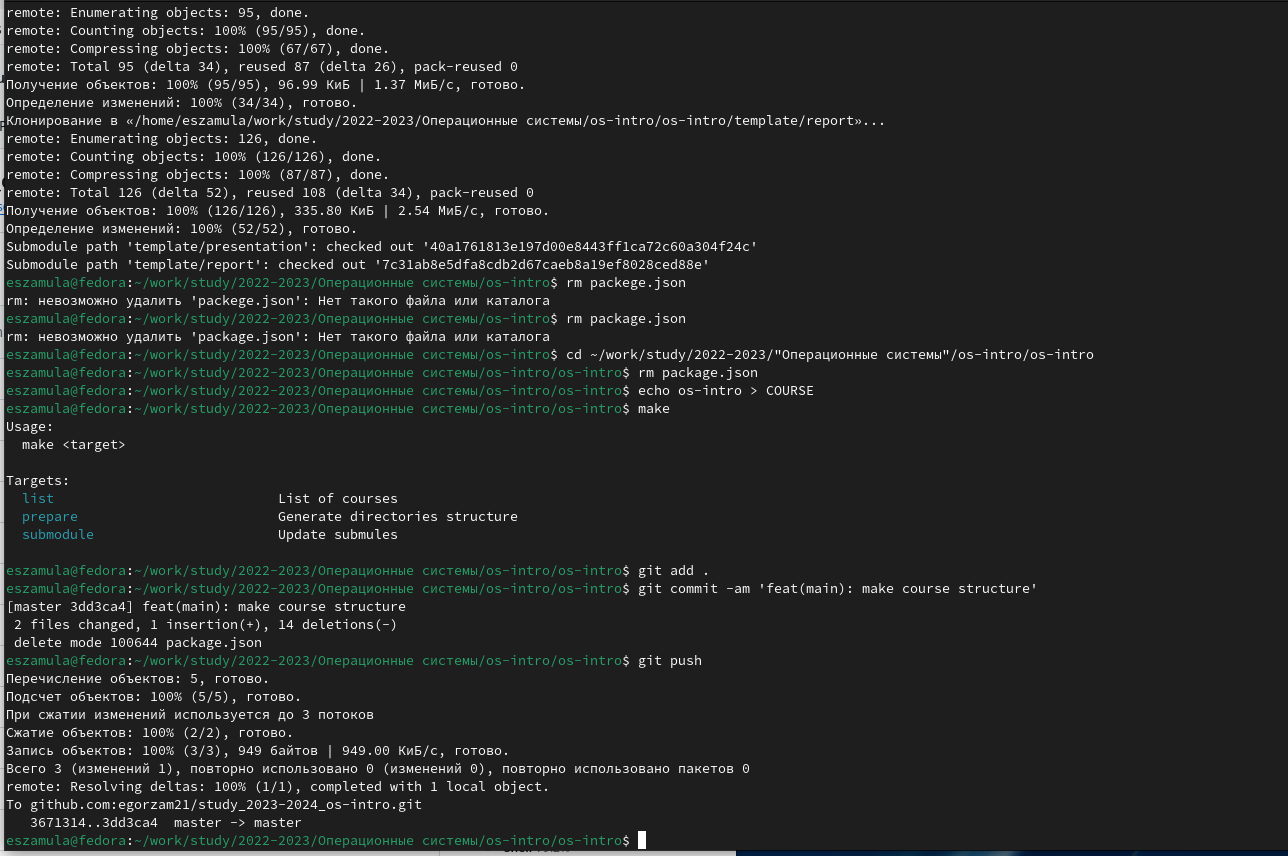 remote: Enumerating objects: 95, done.
remote: Counting objects: 100% (95/95), done.
remote: Compressing objects: 100% (67/67), done.
remote: Total 95 (delta 34), reused 87 (delta 26), pack-reused 0
Получение объектов: 100% (95/95), 96.99 КиБ | 1.37 МиБ/с, готово.
Определение изменений: 100% (34/34), готово.
Клонирование в «/home/eszamula/work/study/2022-2023/Операционные системы/os-intro/os-intro/template/report»...
remote: Enumerating objects: 126, done.
remote: Counting objects: 100% (126/126), done.
remote: Compressing objects: 100% (87/87), done.
remote: Total 126 (delta 52), reused 108 (delta 34), pack-reused 0
Получение объектов: 100% (126/126), 335.80 КиБ | 2.54 МиБ/с, готово.
Определение изменений: 100% (52/52), готово.
Submodule path 'template/presentation': checked out '40a1761813e197d00e8443ff1ca72c60a304f24c'
Submodule path 'template/report': checked out '7c31ab8e5dfa8cdb2d67caeb8a19ef8028ced88e'
eszamula@fedora:~/work/study/2022-2023/Операционные системы/os-intro$ rm packege.json
rm: невозможно удалить 'packege.json': Нет такого файла или каталога
eszamula@fedora:~/work/study/2022-2023/Операционные системы/os-intro$ rm package.json
rm: невозможно удалить 'package.json': Нет такого файла или каталога
eszamula@fedora:~/work/study/2022-2023/Операционные системы/os-intro$ cd ~/work/study/2022-2023/"Операционные системы"/os-intro/os-intro
eszamula@fedora:~/work/study/2022-2023/Операционные системы/os-intro/os-intro$ rm package.json
eszamula@fedora:~/work/study/2022-2023/Операционные системы/os-intro/os-intro$ echo os-intro > COURSE
eszamula@fedora:~/work/study/2022-2023/Операционные системы/os-intro/os-intro$ make
Usage:
  make <target>
Targets:
  list                            List of courses
  prepare                         Generate directories structure
  submodule                       Update submules
eszamula@fedora:~/work/study/2022-2023/Операционные системы/os-intro/os-intro$ git add .
eszamula@fedora:~/work/study/2022-2023/Операционные системы/os-intro/os-intro$ git commit -am 'feat(main): make course structure'
[master 3dd3ca4] feat(main): make course structure
 2 files changed, 1 insertion(+), 14 deletions(-)
 delete mode 100644 package.json
eszamula@fedora:~/work/study/2022-2023/Операционные системы/os-intro/os-intro$ git push
Перечисление объектов: 5, готово.
Подсчет объектов: 100% (5/5), готово.
При сжатии изменений используется до 3 потоков
Сжатие объектов: 100% (2/2), готово.
Запись объектов: 100% (3/3), 949 байтов | 949.00 КиБ/с, готово.
Всего 3 (изменений 1), повторно использовано 0 (изменений 0), повторно использовано пакетов 0
remote: Resolving deltas: 100% (1/1), completed with 1 local object.
To github.com:egorzam21/study_2023-2024_os-intro.git
   3671314..3dd3ca4  master -> master
eszamula@fedora:~/work/study/2022-2023/Операционные системы/os-intro/os-intro$